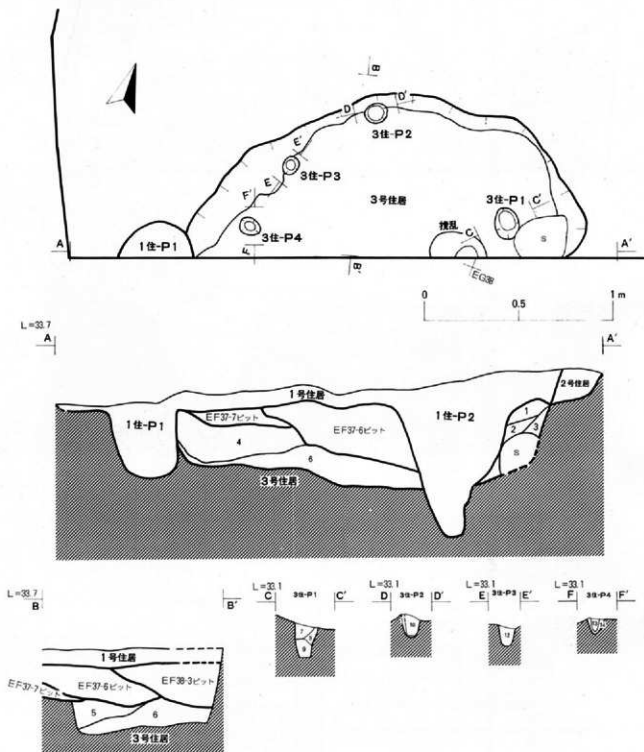 B
D
D'
3住-P2
E'
3住-P3
E
F'
3住-P4
F
3号住居
3住-P1
C'
S
攪乱
C
EG38
A
1住-P1
B'
A'
0
0.5
1 m
L=33.7
A
A'
1号住居
2号住居
1住-P1
EF37-7ピット
EF37-6ピット
1住-P2
4
6
1
2
3
S
3号住居
L=33.7
B
B'
1号住居
EF37-7ピット
EF37-6ピット
EF38-3ピット
5
6
3号住居
L=33.1
C
3住-P1
C'
7
8
9
L=33.1
D
3住-P2
D'
10
L=33.1
E
3住-P3
E'
12
L=33.1
F
3住-P4
F'
13